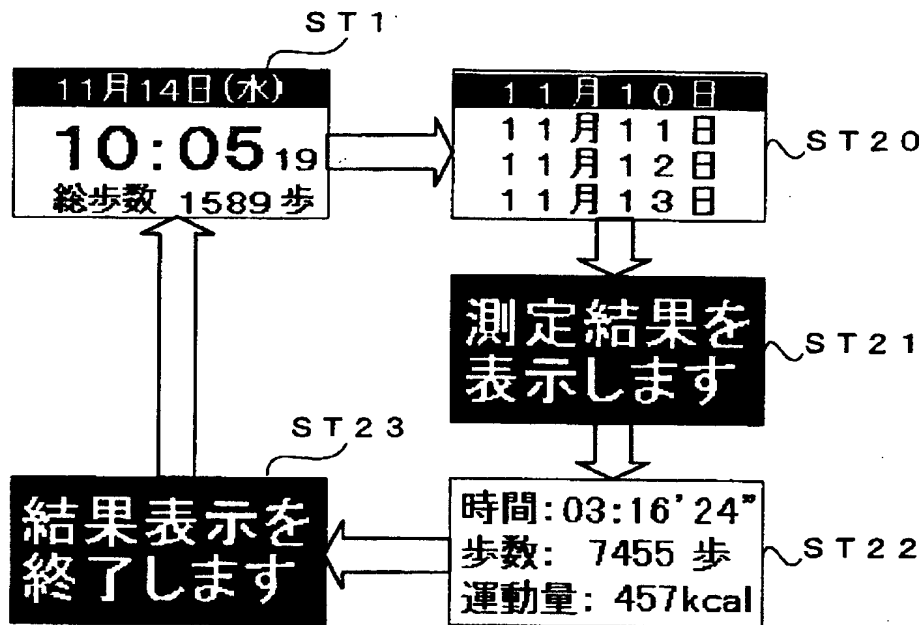 ST1
11月14日(水)
10:05 19
総歩数 1589歩
11月10日
11月11日
11月12日
11月13日
ST20
測定結果を
表示します
ST21
時間:03:16'24"
歩数: 7455 歩
運動量: 457kcal
ST22
ST23
結果表示を
終了します